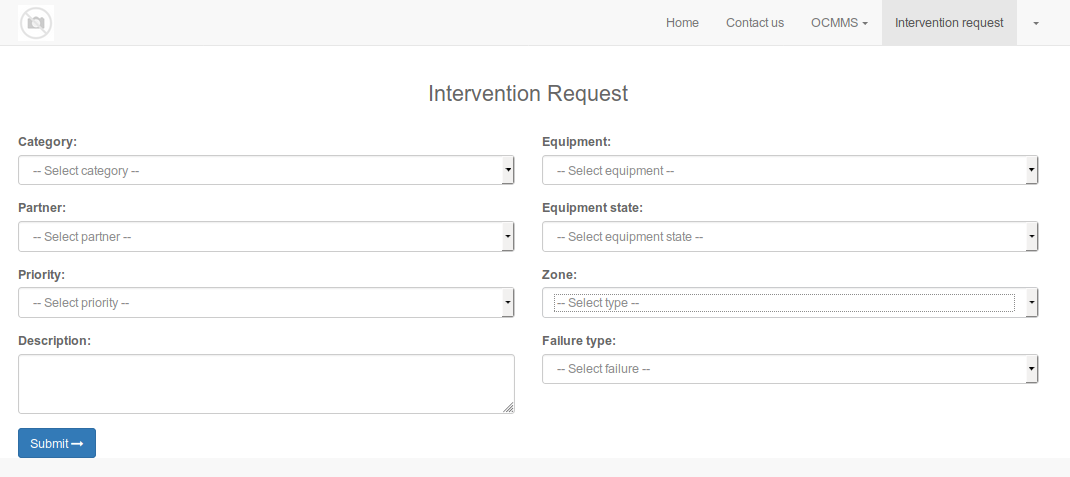 Home Contact us OCMMS Intervention request
Intervention Request
Category:
-- Select category --
Partner:
-- Select partner --
Priority:
-- Select priority --
Description:
Equipment:
-- Select equipment --
Equipment state:
-- Select equipment state --
Zone:
-- Select type --
Failure type:
-- Select failure --
Submit